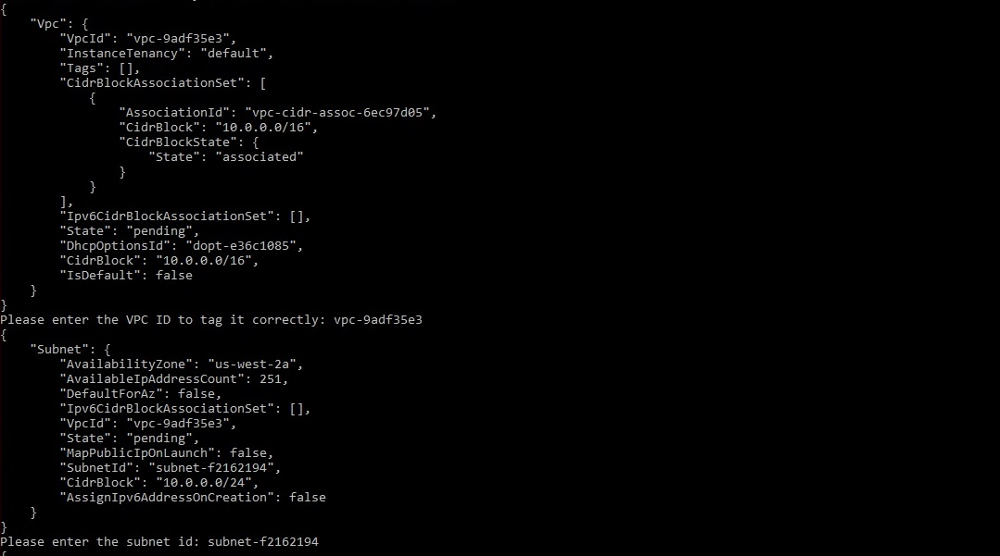 {
    "Vpc": {
        "VpcId": "vpc-9adf35e3",
        "InstanceTenancy": "default",
        "Tags": [],
        "CidrBlockAssociationSet": [
            {
                "AssociationId": "vpc-cidr-assoc-6ec97d05",
                "CidrBlock": "10.0.0.0/16",
                "CidrBlockState": {
                    "State": "associated"
                }
            }
        ],
        "Ipv6CidrBlockAssociationSet": [],
        "State": "pending",
        "DhcpOptionsId": "dopt-e36c1085",
        "CidrBlock": "10.0.0.0/16",
        "IsDefault": false
    }
}
Please enter the VPC ID to tag it correctly: vpc-9adf35e3
{
    "Subnet": {
        "AvailabilityZone": "us-west-2a",
        "AvailableIpAddressCount": 251,
        "DefaultForAz": false,
        "Ipv6CidrBlockAssociationSet": [],
        "VpcId": "vpc-9adf35e3",
        "State": "pending",
        "MapPublicIpOnLaunch": false,
        "SubnetId": "subnet-f2162194",
        "CidrBlock": "10.0.0.0/24",
        "AssignIpv6AddressOnCreation": false
    }
}
Please enter the subnet id: subnet-f2162194
{